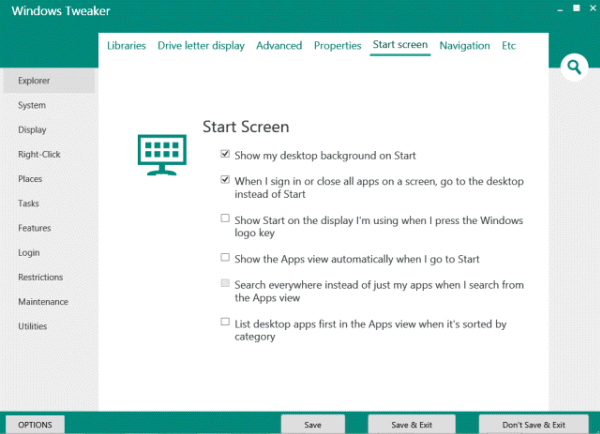 Windows Tweaker
Libraries Drive letter display Advanced Properties Start screen Navigation Etc
Explorer
System
Display
Right-Click
Places
Tasks
Features
Login
Restrictions
Maintenance
Utilities
Start Screen
Show my desktop background on Start
When I sign in or close all apps on a screen, go to the desktop
instead of Start
Show Start on the display I'm using when I press the Windows
logo key
Show the Apps view automatically when I go to Start
Search everywhere instead of just my apps when I search from
the Apps view
List desktop apps first in the Apps view when it's sorted by
category
OPTIONS Save Save & Exit Don't Save & Exit